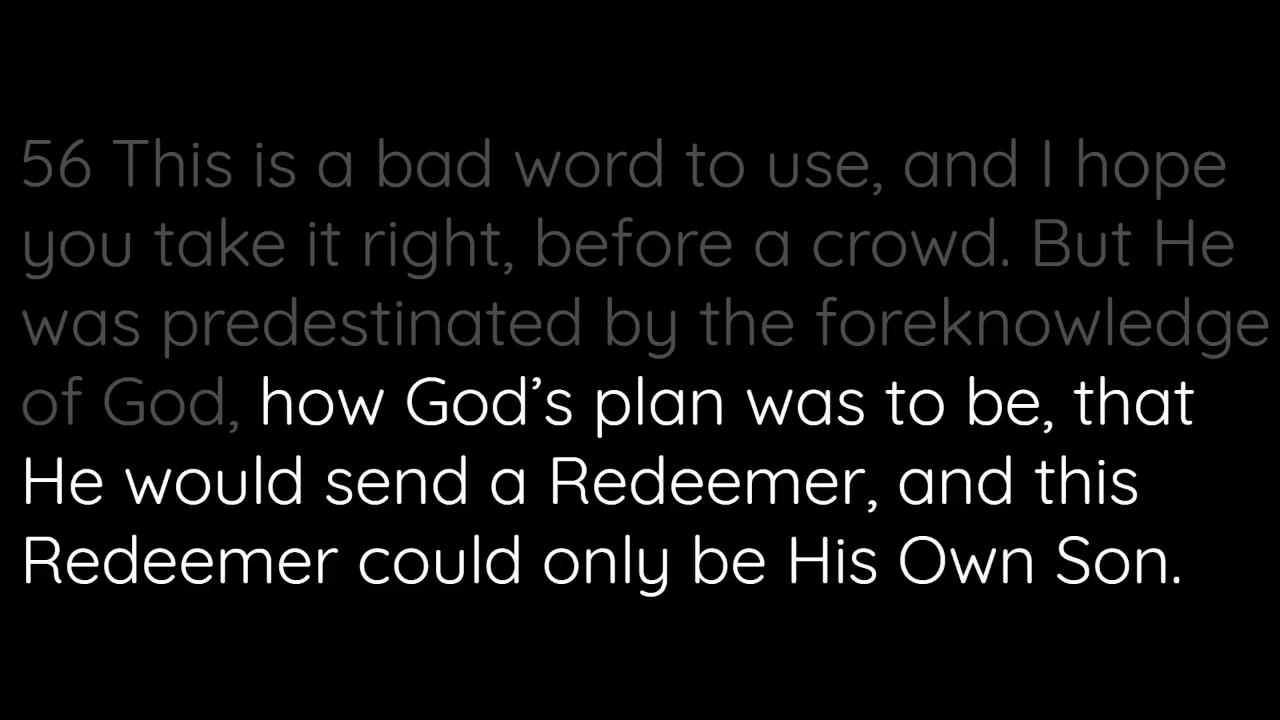 56 This is a bad word to use, and I hope
you take it right, before a crowd. But He
was predestinated by the foreknowledge
of God, how God’s plan was to be, that
He would send a Redeemer, and this
Redeemer could only be His Own Son.